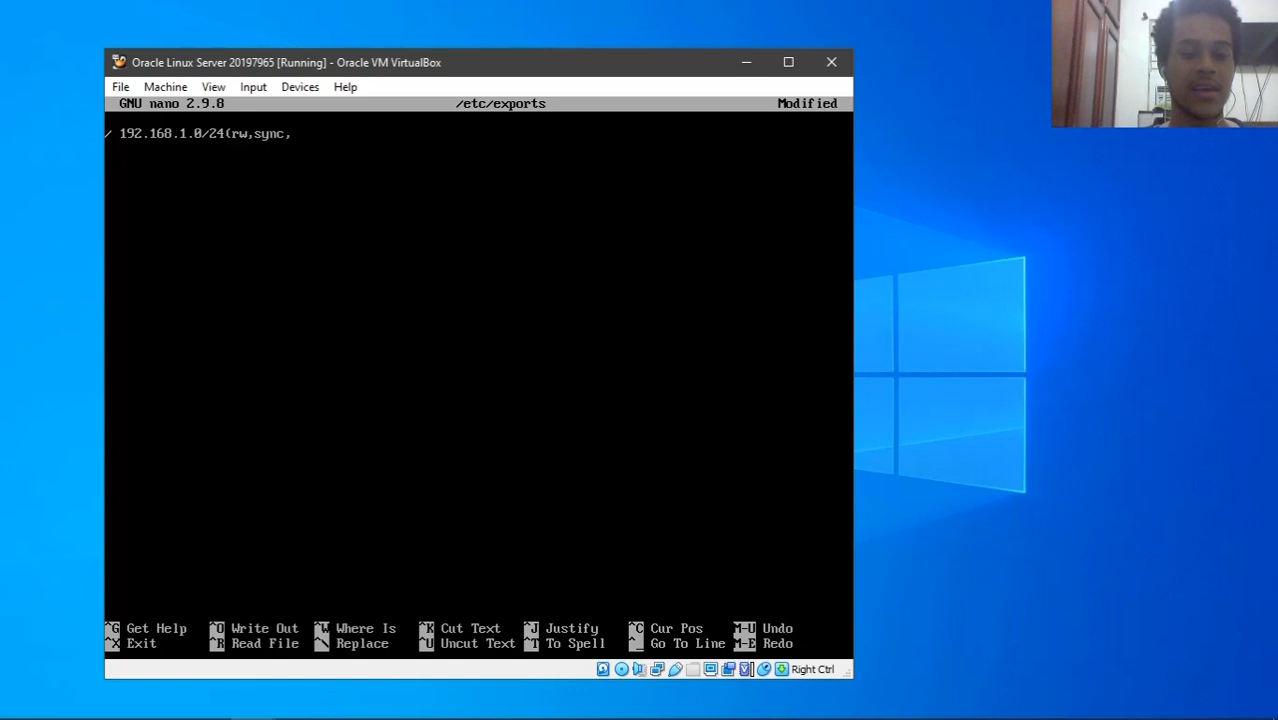 Oracle Linux Server 20197965 [Running] - Oracle VM VirtualBox
File Machine View Input Devices Help
GNU nano 2.9.8 /etc/exports Modified
/ 192.168.1.0/24(rw,sync,
^G Get Help ^O Write Out ^W Where Is ^K Cut Text ^J Justify ^C Cur Pos M-U Undo
^X Exit ^R Read File ^\ Replace ^U Uncut Text ^T To Spell ^_ Go To Line M-E Redo
Right Ctrl